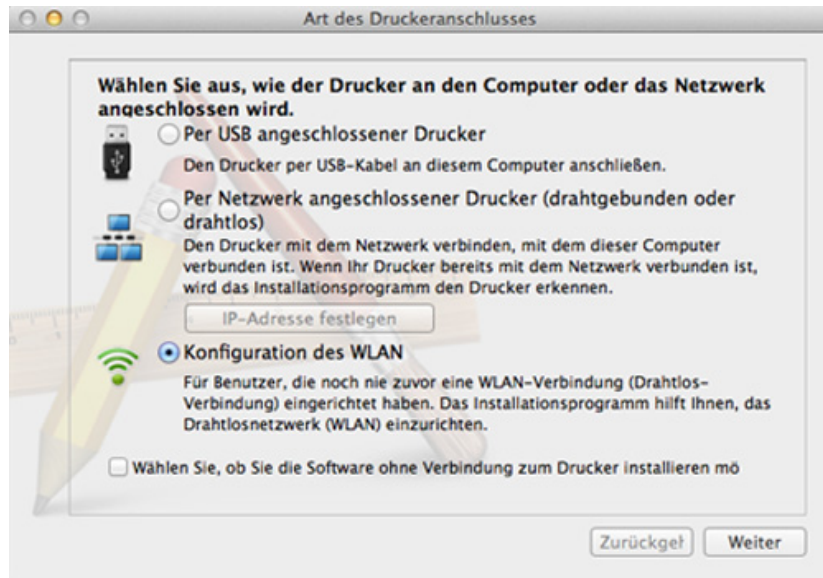 Art des Druckeranschlusses
Wählen Sie aus, wie der Drucker an den Computer oder das Netzwerk
angeschlossen wird.
Per USB angeschlossener Drucker
Den Drucker per USB-Kabel an diesem Computer anschließen.
Per Netzwerk angeschlossener Drucker (drahtgebunden oder
drahtlos)
Den Drucker mit dem Netzwerk verbinden, mit dem dieser Computer
verbunden ist. Wenn Ihr Drucker bereits mit dem Netzwerk verbunden ist,
wird das Installationsprogramm den Drucker erkennen.
IP-Adresse festlegen
Konfiguration des WLAN
Für Benutzer, die noch nie zuvor eine WLAN-Verbindung (Drahtlos-
Verbindung) eingerichtet haben. Das Installationsprogramm hilft Ihnen, das
Drahtlosnetzwerk (WLAN) einzurichten.
Wählen Sie, ob Sie die Software ohne Verbindung zum Drucker installieren mö
Zurückgeh Weiter